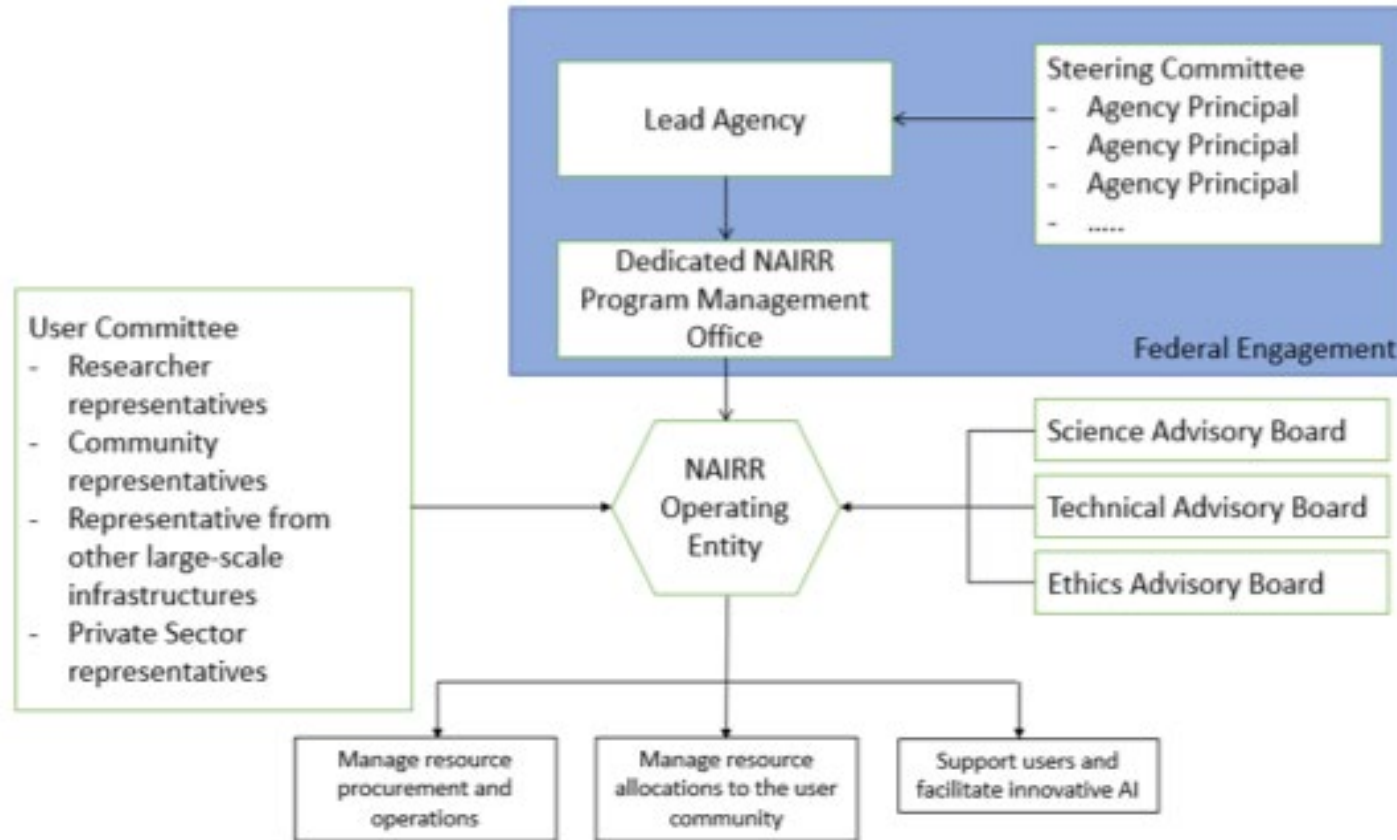 Lead Agency
Steering Committee
- Agency Principal
- Agency Principal
- Agency Principal
- .....
Dedicated NAIRR
Program Management
Office
Federal Engagement
User Committee
- Researcher
representatives
- Community
representatives
- Representative from
other large-scale
infrastructures
- Private Sector
representatives
NAIRR
Operating
Entity
Science Advisory Board
Technical Advisory Board
Ethics Advisory Board
Manage resource
procurement and
operations
Manage resource
allocations to the user
community
Support users and
facilitate innovative AI